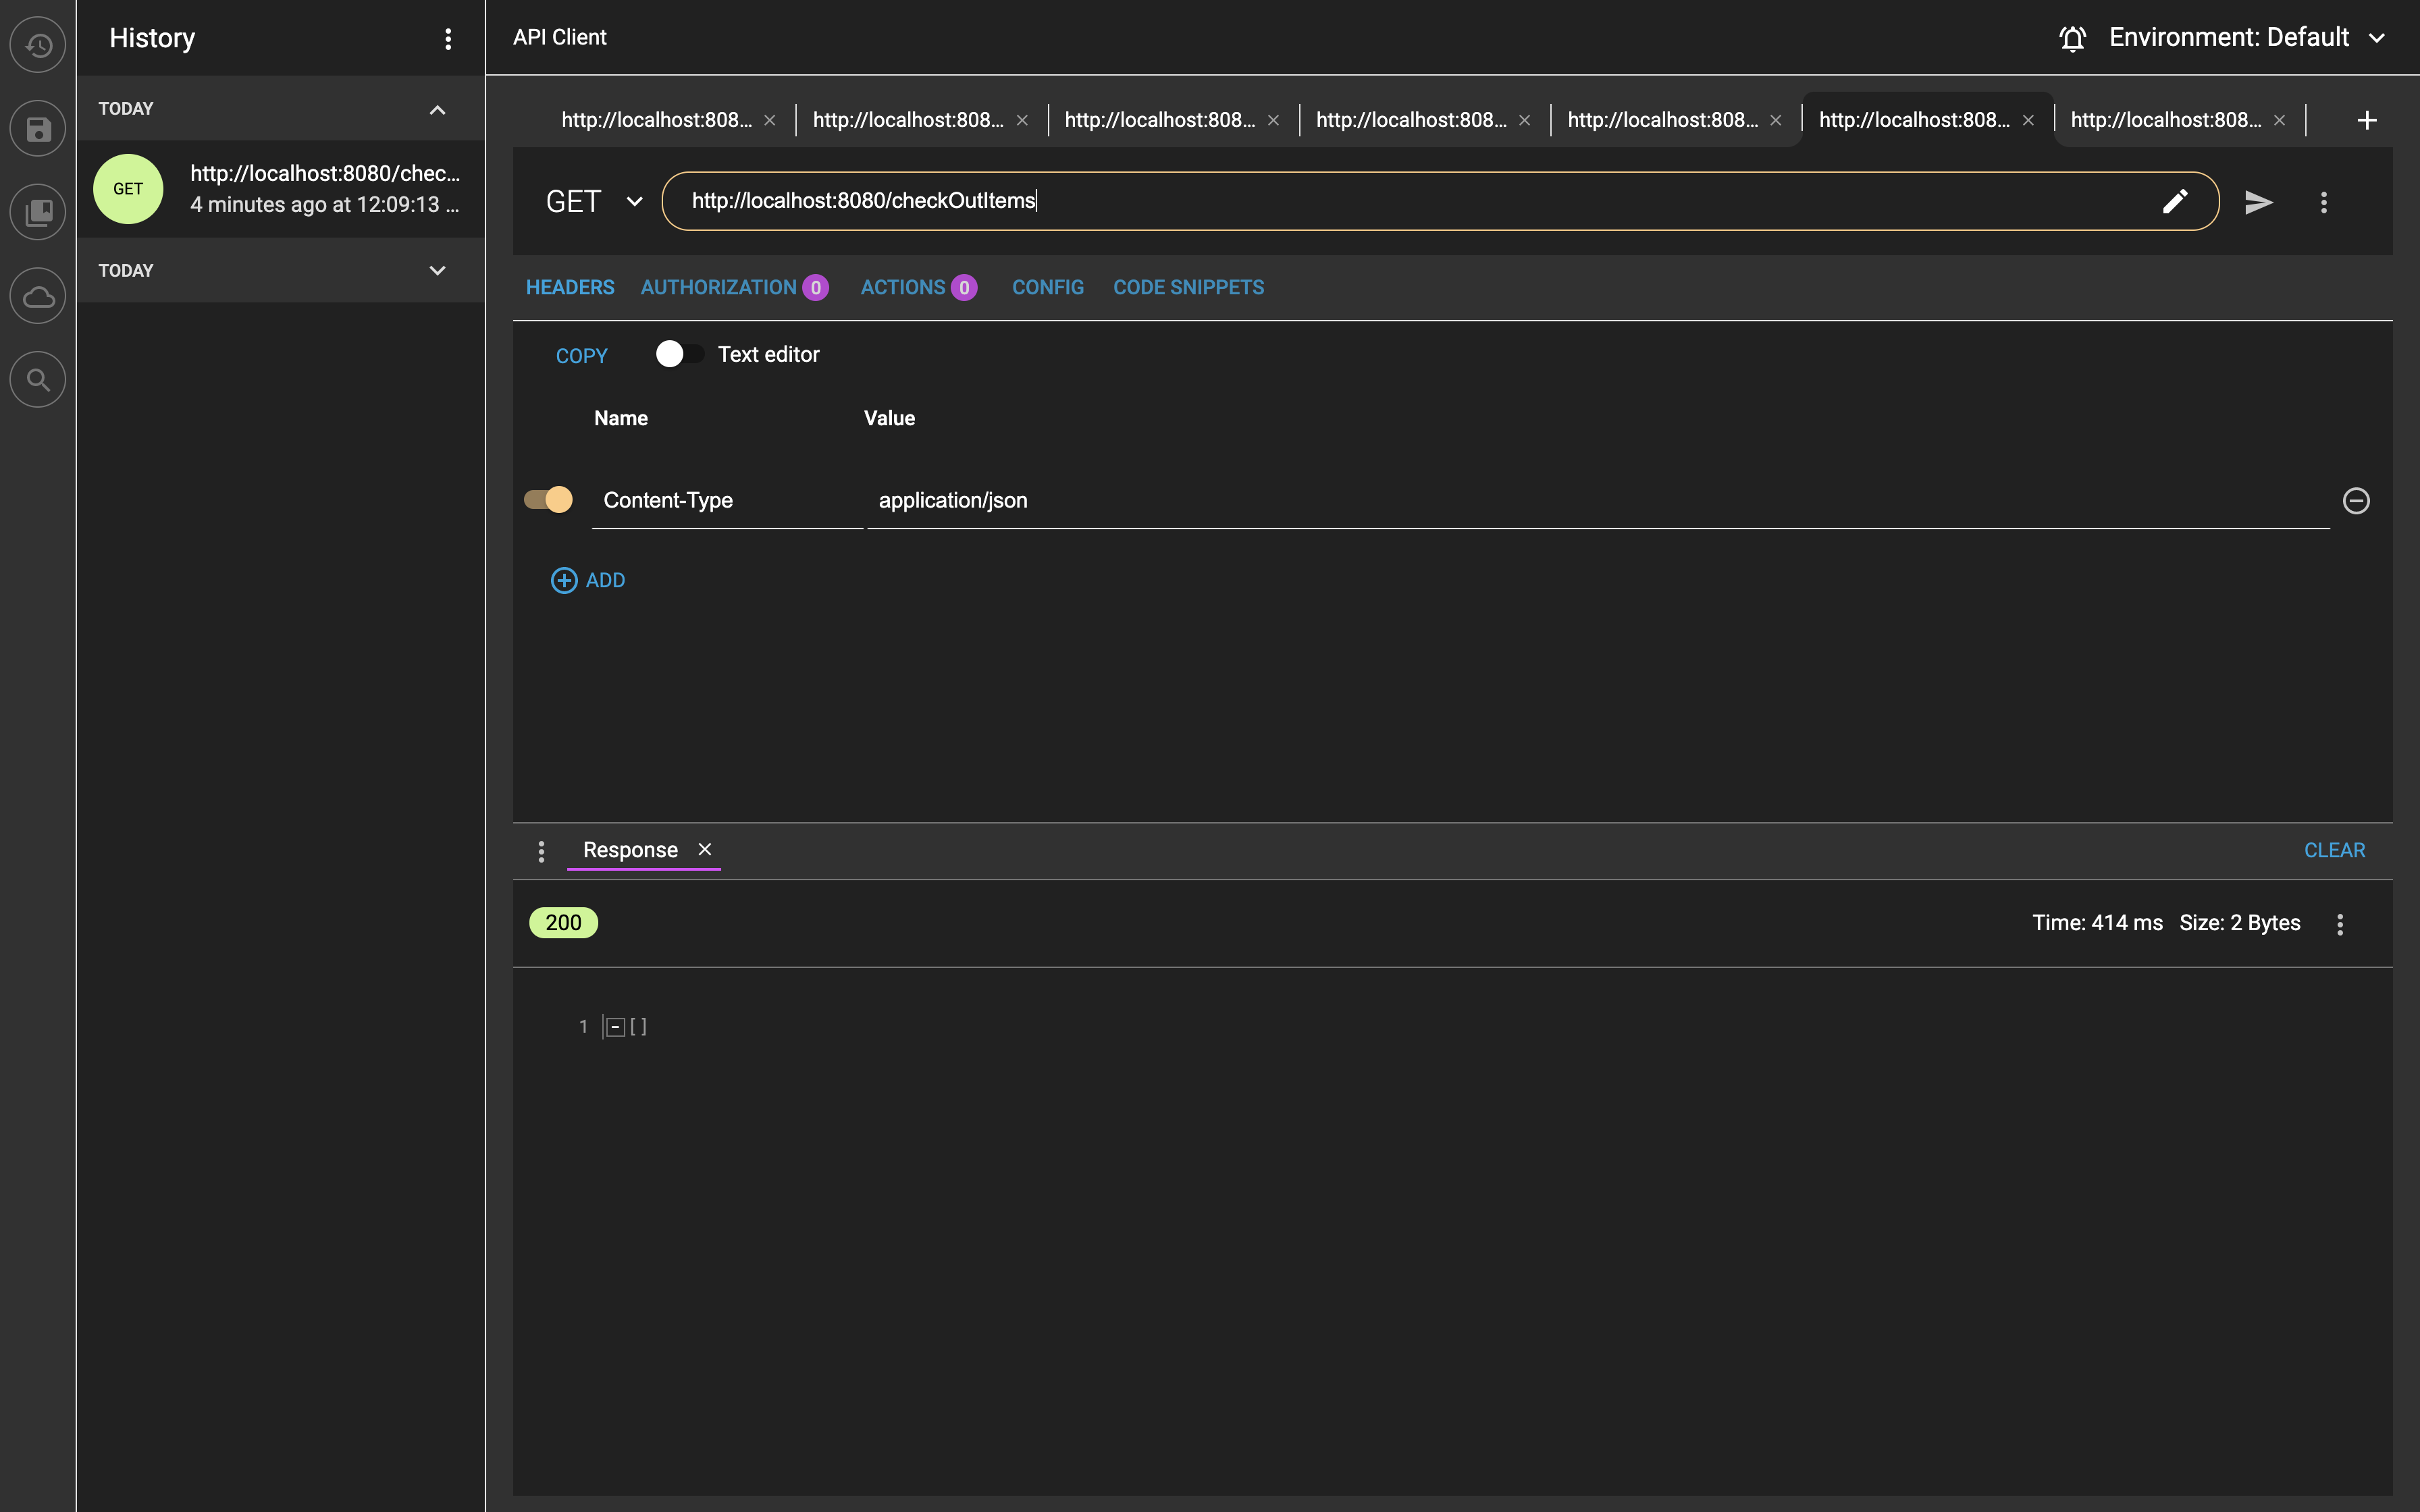 History
API Client
Environment: Default
TODAY
GET
http://localhost:8080/chec...
4 minutes ago at 12:09:13 ...
TODAY
http://localhost:808...
http://localhost:808...
http://localhost:808...
http://localhost:808...
http://localhost:808...
http://localhost:808...
http://localhost:808...
GET
http://localhost:8080/checkOutItems
HEADERS
AUTHORIZATION 0
ACTIONS 0
CONFIG
CODE SNIPPETS
COPY
Text editor
Name
Value
Content-Type
application/json
ADD
Response
CLEAR
200
Time: 414 ms
Size: 2 Bytes
1
[ ]